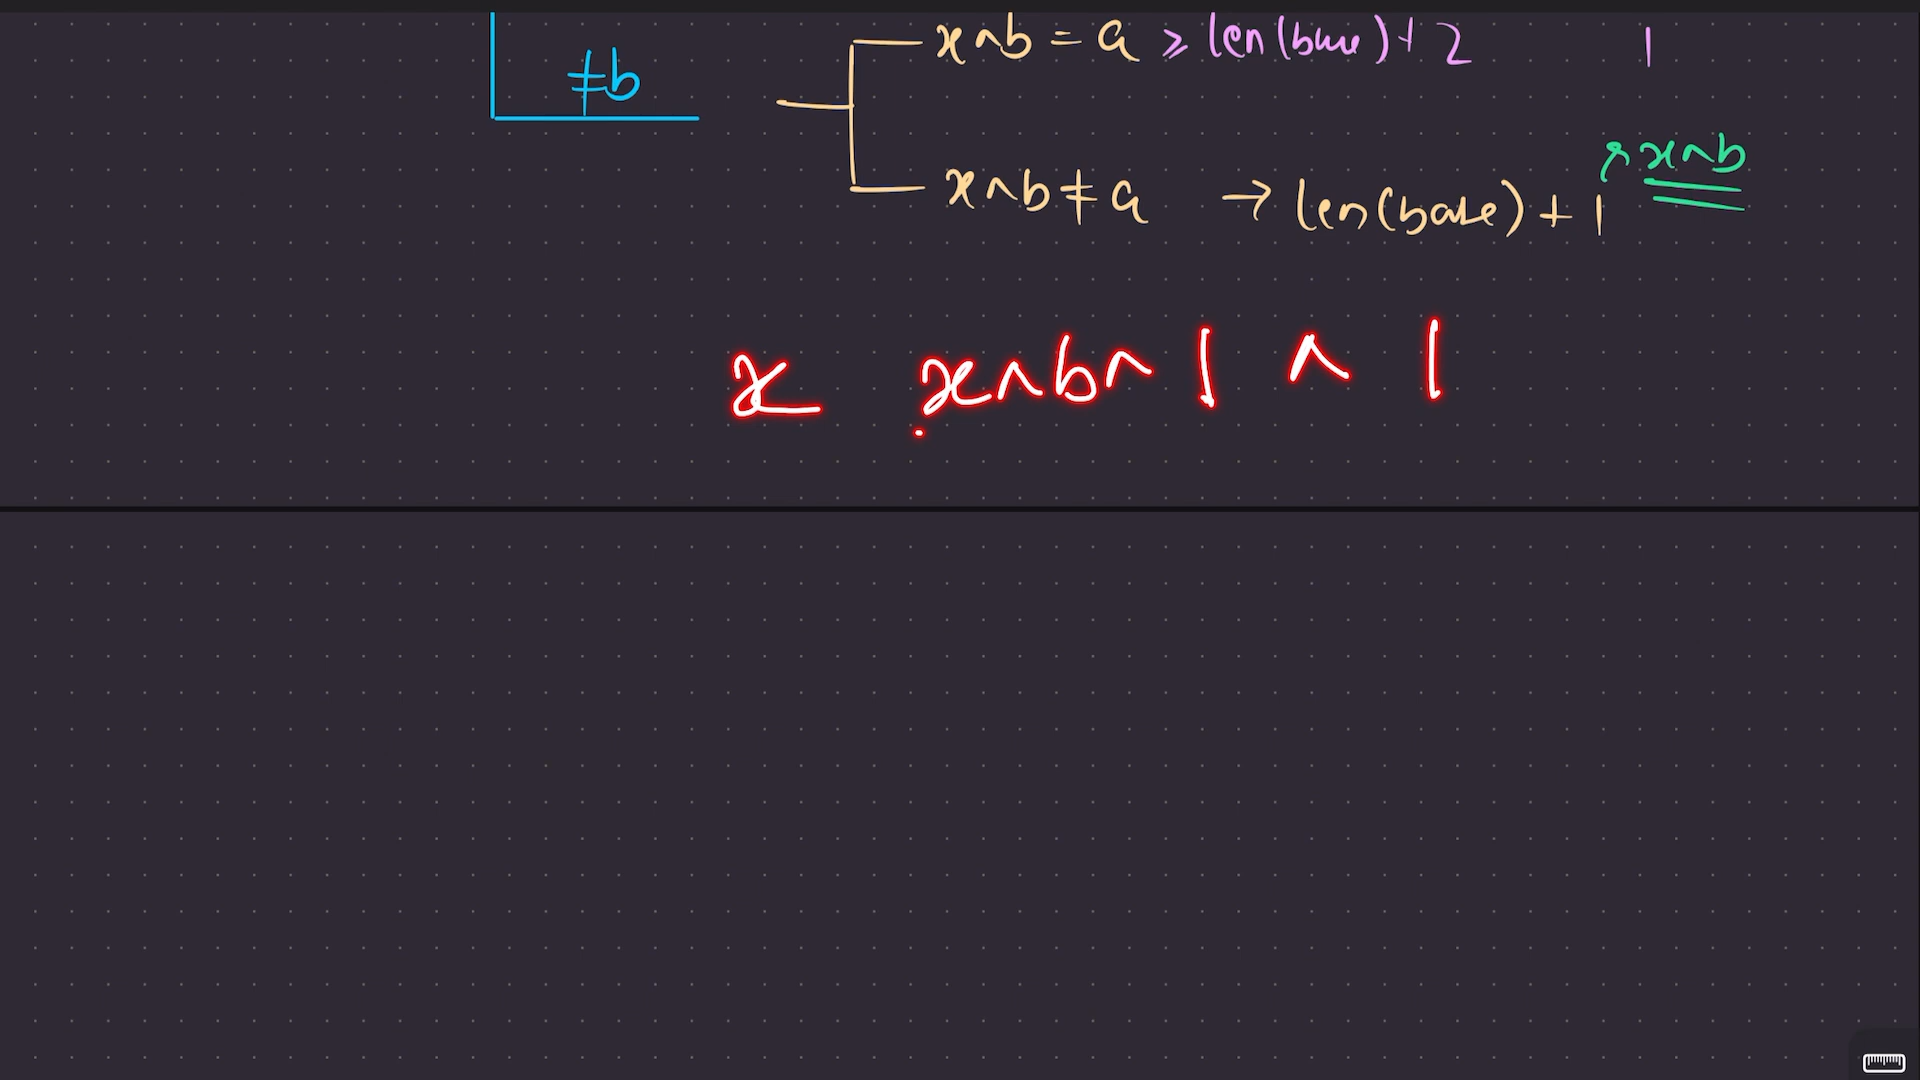 x^b = a ≥ len(base) + 2 1
≠b
x^b
x^b ≠ a → len(base) + 1
x x^b^ 1 ^ 1